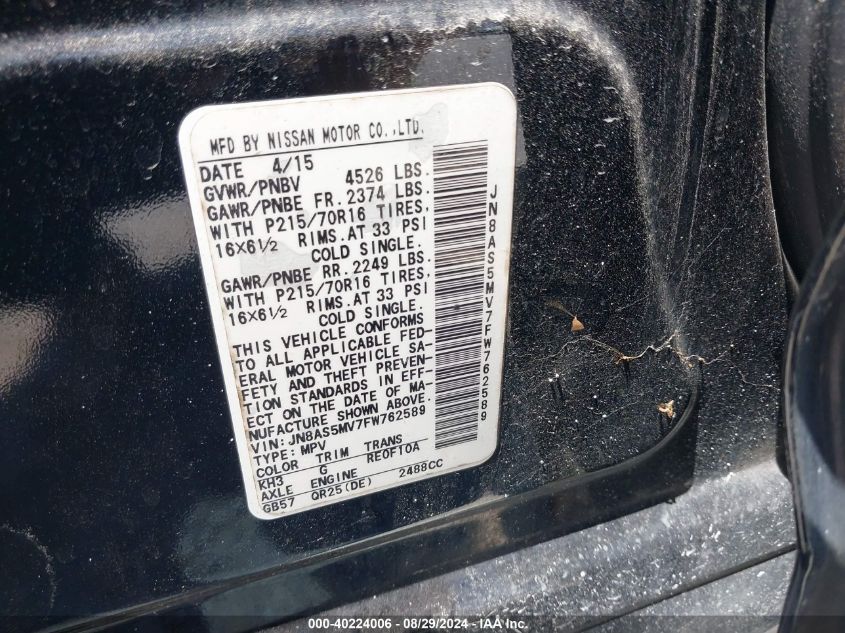 MFD BY NISSAN MOTOR CO.,LTD.
DATE 4/15
GVWR/PNBV 4526 LBS.
GAWR/PNBE FR. 2374 LBS.
WITH P215/70R16 TIRES,
16X6½ RIMS.AT 33 PSI
COLD SINGLE.
GAWR/PNBE RR. 2249 LBS.
WITH P215/70R16 TIRES,
16X6½ RIMS.AT 33 PSI
COLD SINGLE.
THIS VEHICLE CONFORMS
TO ALL APPLICABLE FED-
ERAL MOTOR VEHICLE SA-
FETY AND THEFT PREVEN-
TION STANDARDS IN EFF-
ECT ON THE DATE OF MA-
NUFACTURE SHOWN ABOVE.
VIN: JN8AS5MV7FW762589
TYPE: MPV
COLOR TRIM TRANS
KH3 G RE0F10A
AXLE ENGINE
GB57 QR25(DE) 2488CC
JN8AS5MV7FW762589
000-40224006 - 08/29/2024 - IAA Inc.